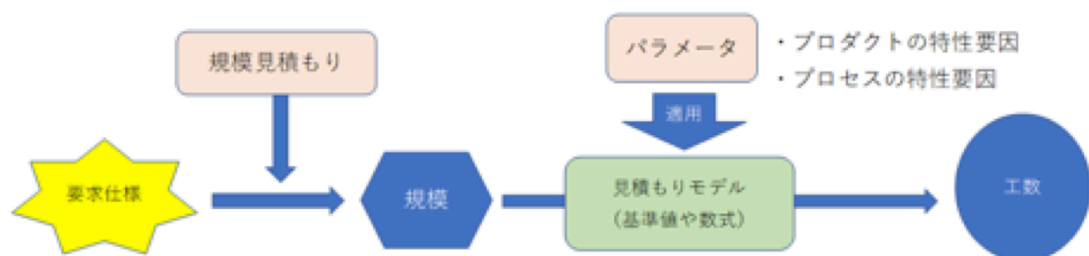 規模見積もり
パラメータ
・プロダクトの特性要因
・プロセスの特性要因
適用
要求仕様
規模
見積もりモデル
(基準値や数式)
工数